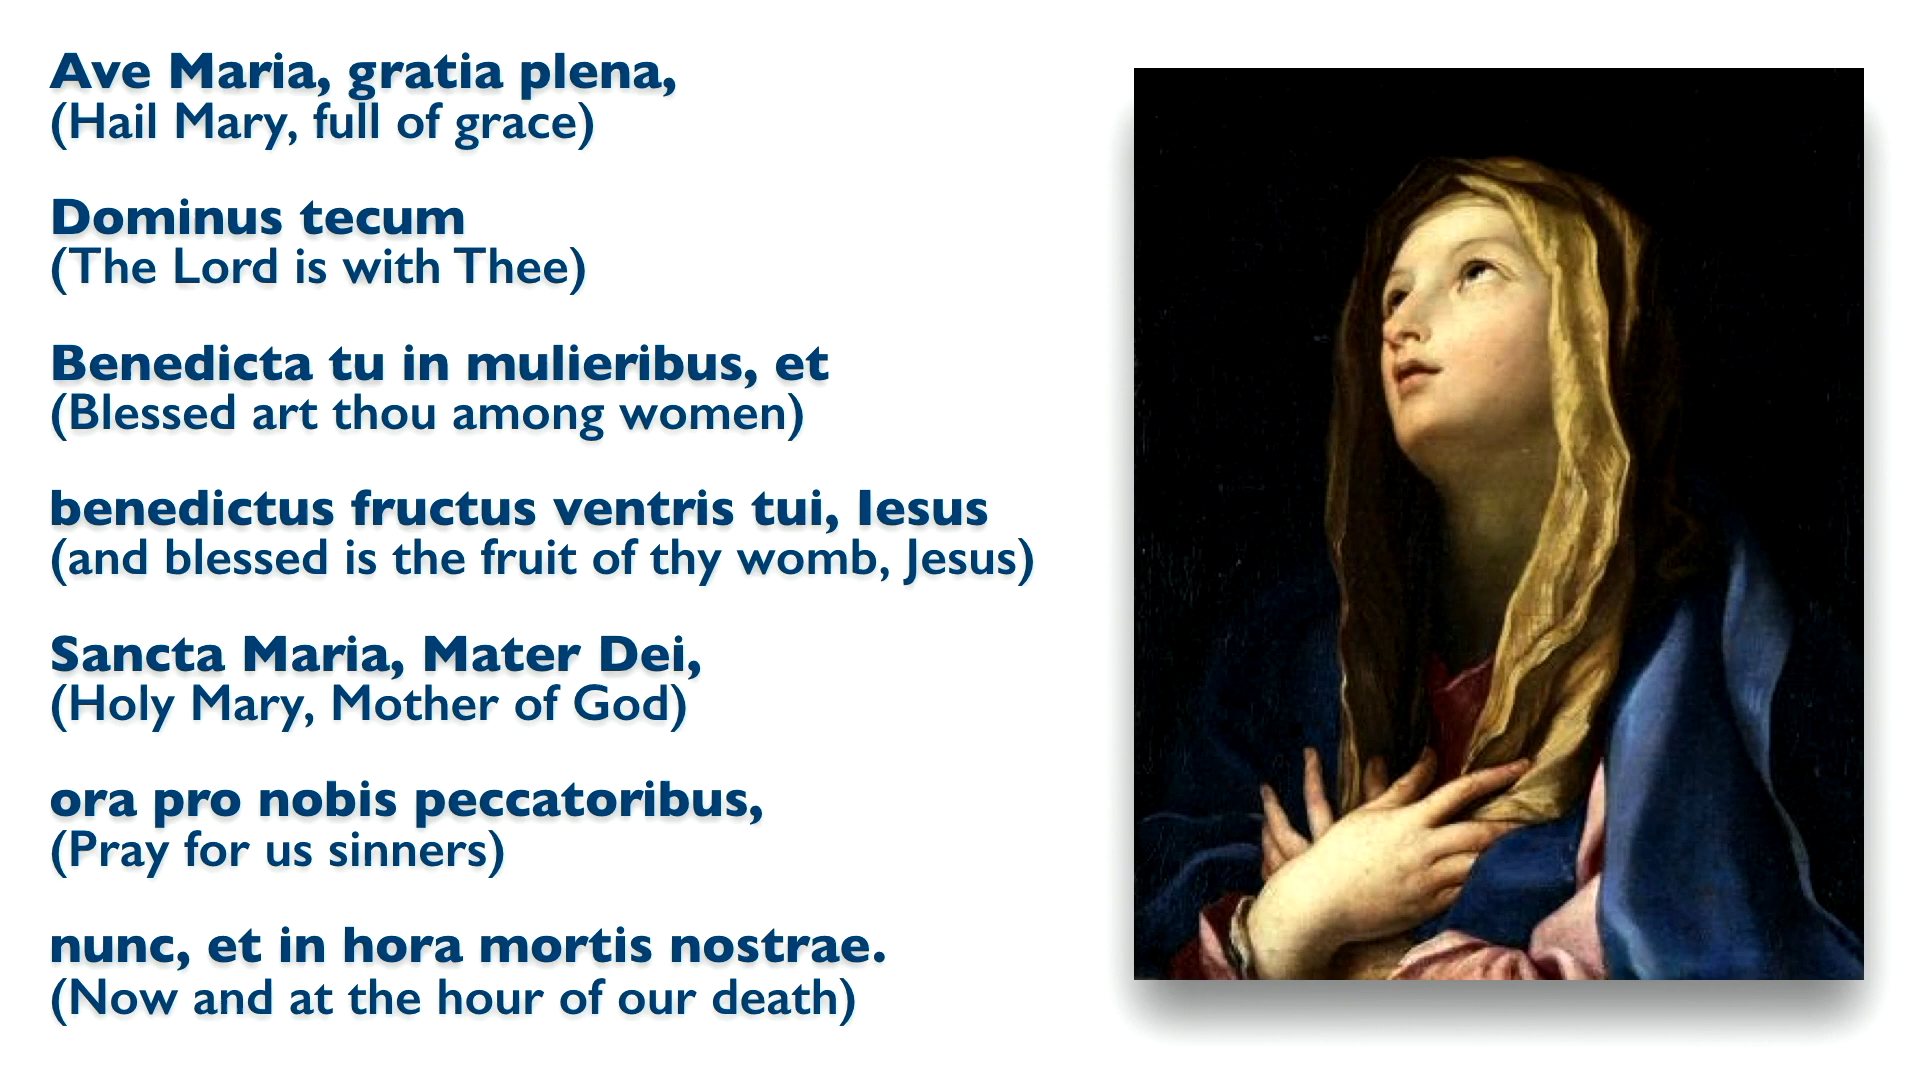 Ave Maria, gratia plena,
(Hail Mary, full of grace)
Dominus tecum
(The Lord is with Thee)
Benedicta tu in mulieribus, et
(Blessed art thou among women)
benedictus fructus ventris tui, Iesus
(and blessed is the fruit of thy womb, Jesus)
Sancta Maria, Mater Dei,
(Holy Mary, Mother of God)
ora pro nobis peccatoribus,
(Pray for us sinners)
nunc, et in hora mortis nostrae.
(Now and at the hour of our death)